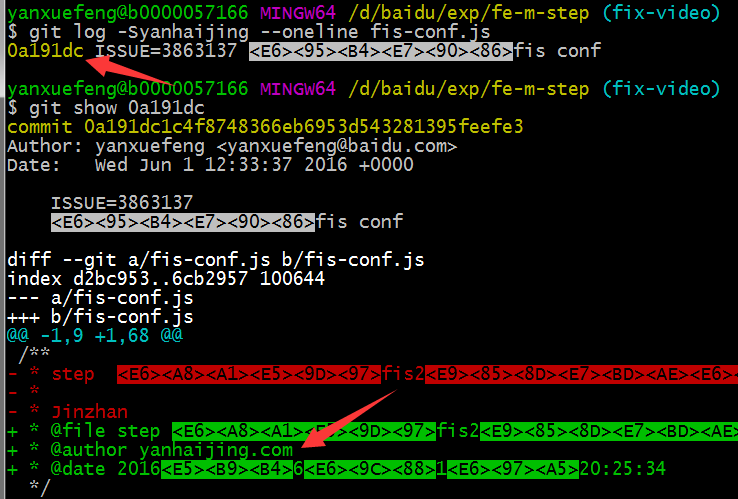 yanxuefeng@b0000057166 MINGW64 /d/baidu/exp/fe-m-step (fix-video)
$ git log -Syanhaijing --oneline fis-conf.js
0a191dc ISSUE=3863137 <E6><95><B4><E7><90><86>fis conf
yanxuefeng@b0000057166 MINGW64 /d/baidu/exp/fe-m-step (fix-video)
$ git show 0a191dc
commit 0a191dc1c4f8748366eb6953d543281395feefe3
Author: yanxuefeng <yanxuefeng@baidu.com>
Date:   Wed Jun 1 12:33:37 2016 +0000
ISSUE=3863137
<E6><95><B4><E7><90><86>fis conf
diff --git a/fis-conf.js b/fis-conf.js
index d2bc953..6cb2957 100644
--- a/fis-conf.js
+++ b/fis-conf.js
@@ -1,9 +1,68 @@
/**
- * step  <E6><A8><A1><E5><9D><97>fis2<E9><85><8D><E7><BD><AE><E6>
- *
- * Jinzhan
+ * @file step <E6><A8><A1><E5><9D><97>fis2<E9><85><8D><E7><BD><AE>
+ * @author yanhaijing.com
+ * @date 2016<E5><B9><B4>6<E6><9C><88>1<E6><97><A5>20:25:34
*/